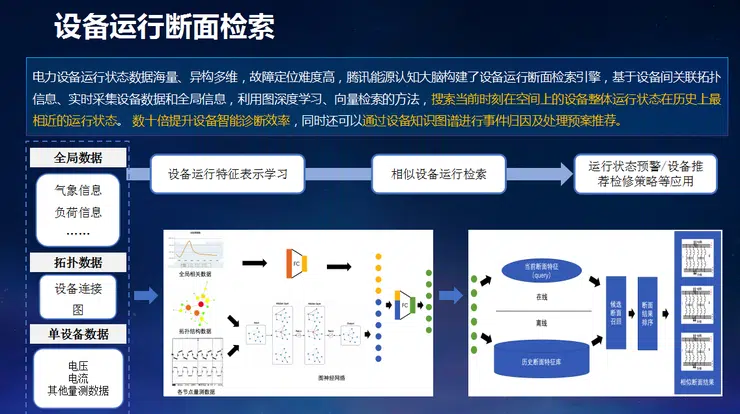 设备运行断面检索
电力设备运行状态数据海量、异构多维，故障定位难度高，腾讯能源认知大脑构建了设备运行断面检索引擎，基于设备间关联拓扑
信息、实时采集设备数据和全局信息，利用图深度学习、向量检索的方法，搜索当前时刻在空间上的设备整体运行状态在历史上最
相近的运行状态。 数十倍提升设备智能诊断效率，同时还可以通过设备知识图谱进行事件归因及处理预案推荐。
全局数据
气象信息
负荷信息
……
拓扑数据
设备连接
图
单设备数据
电压
电流
其他量测数据
设备运行特征表示学习
相似设备运行检索
运行状态预警/设备推
荐检修策略等应用
全局相关数据
FC
拓扑结构数据
FC
各节点量测数据
图神经网络
当前断面特征
（query）
在线
离线
历史断面特征库
候选
断面
召回
断面
结果
排序
相似断面结果